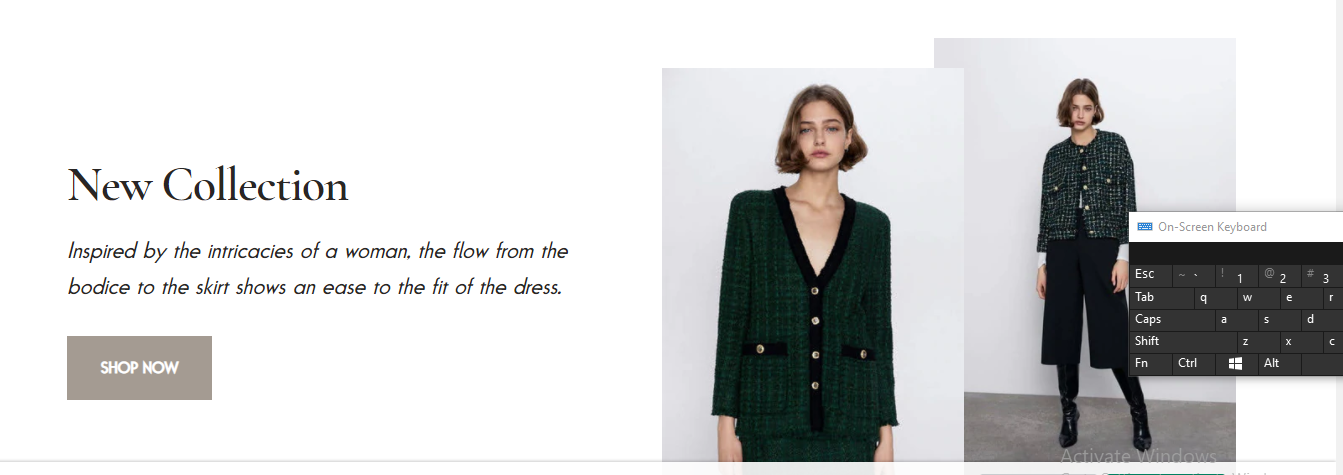 New Collection
Inspired by the intricacies of a woman, the flow from the
bodice to the skirt shows an ease to the fit of the dress.
SHOP NOW
On-Screen Keyboard
Esc ~ ` ! 1 @ 2 # 3
Tab q w e r
Caps a s d
Shift z x c
Fn Ctrl Alt
Activate Windows